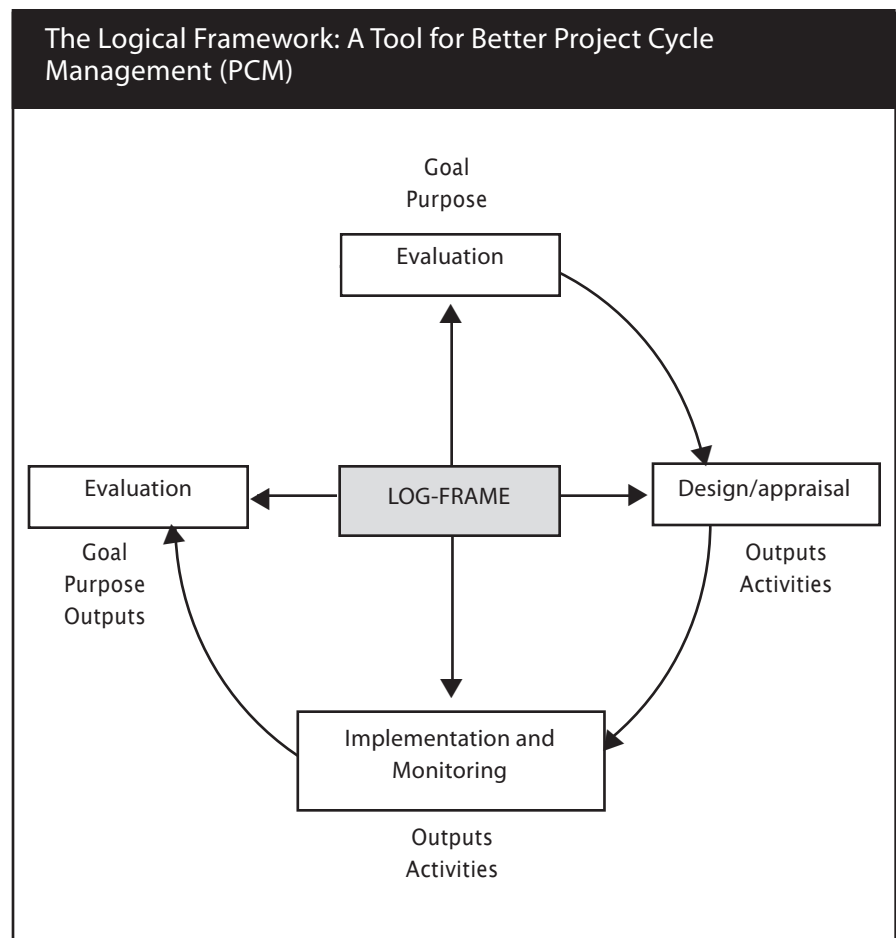 The Logical Framework: A Tool for Better Project Cycle
Management (PCM)
Goal
Purpose
Evaluation
Evaluation
Goal
Purpose
Outputs
LOG-FRAME
Design/appraisal
Outputs
Activities
Implementation and
Monitoring
Outputs
Activities